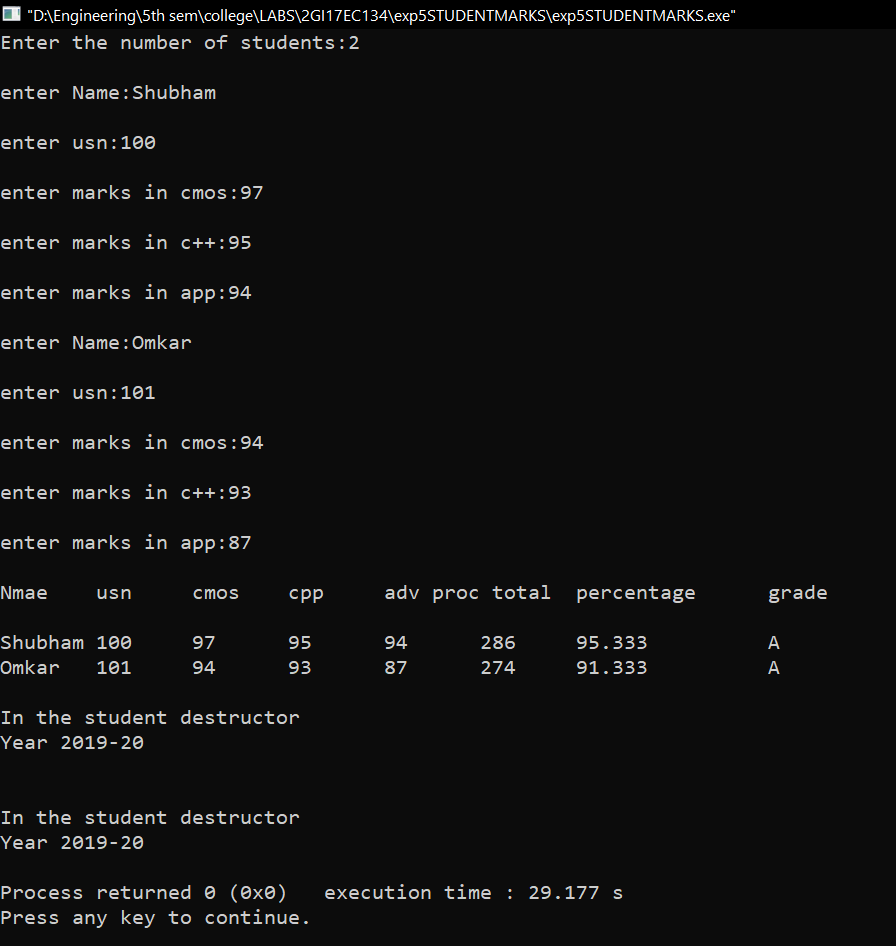 "D:\Engineering\5th sem\college\LABS\2GI17EC134\exp5STUDENTMARKS\exp5STUDENTMARKS.exe"
Enter the number of students:2
enter Name:Shubham
enter usn:100
enter marks in cmos:97
enter marks in c++:95
enter marks in app:94
enter Name:Omkar
enter usn:101
enter marks in cmos:94
enter marks in c++:93
enter marks in app:87
Nmae usn cmos cpp adv proc total percentage grade
Shubham 100 97 95 94 286 95.333 A
Omkar 101 94 93 87 274 91.333 A
In the student destructor
Year 2019-20
In the student destructor
Year 2019-20
Process returned 0 (0x0) execution time : 29.177 s
Press any key to continue.